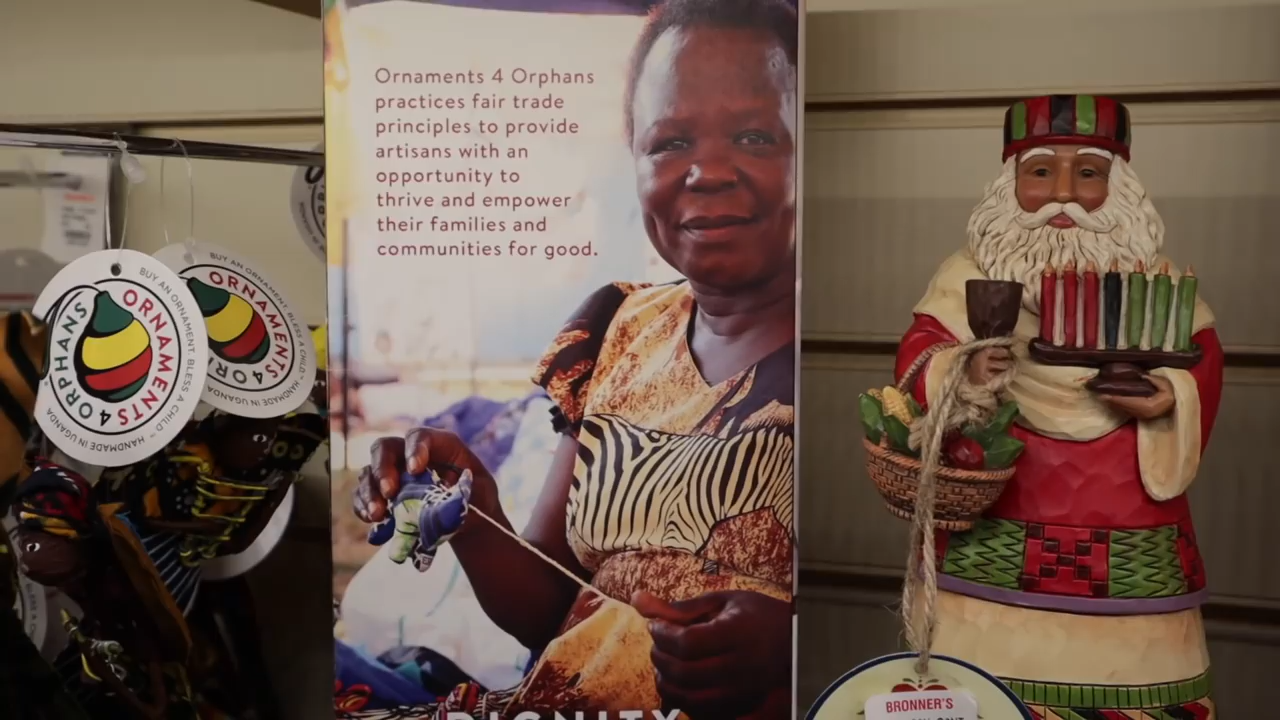 Ornaments 4 Orphans
practices fair trade
principles to provide
artisans with an
opportunity to
thrive and empower
their families and
communities for good.
DIGNITY
ORNAMENTS 4 ORPHANS
BUY AN ORNAMENT. BLESS A CHILD™ HANDMADE IN UGANDA
ORNAMENTS 4 ORPHANS
BUY AN ORNAMENT. BLESS A CHILD™ HANDMADE IN UGANDA
BRONNER'S